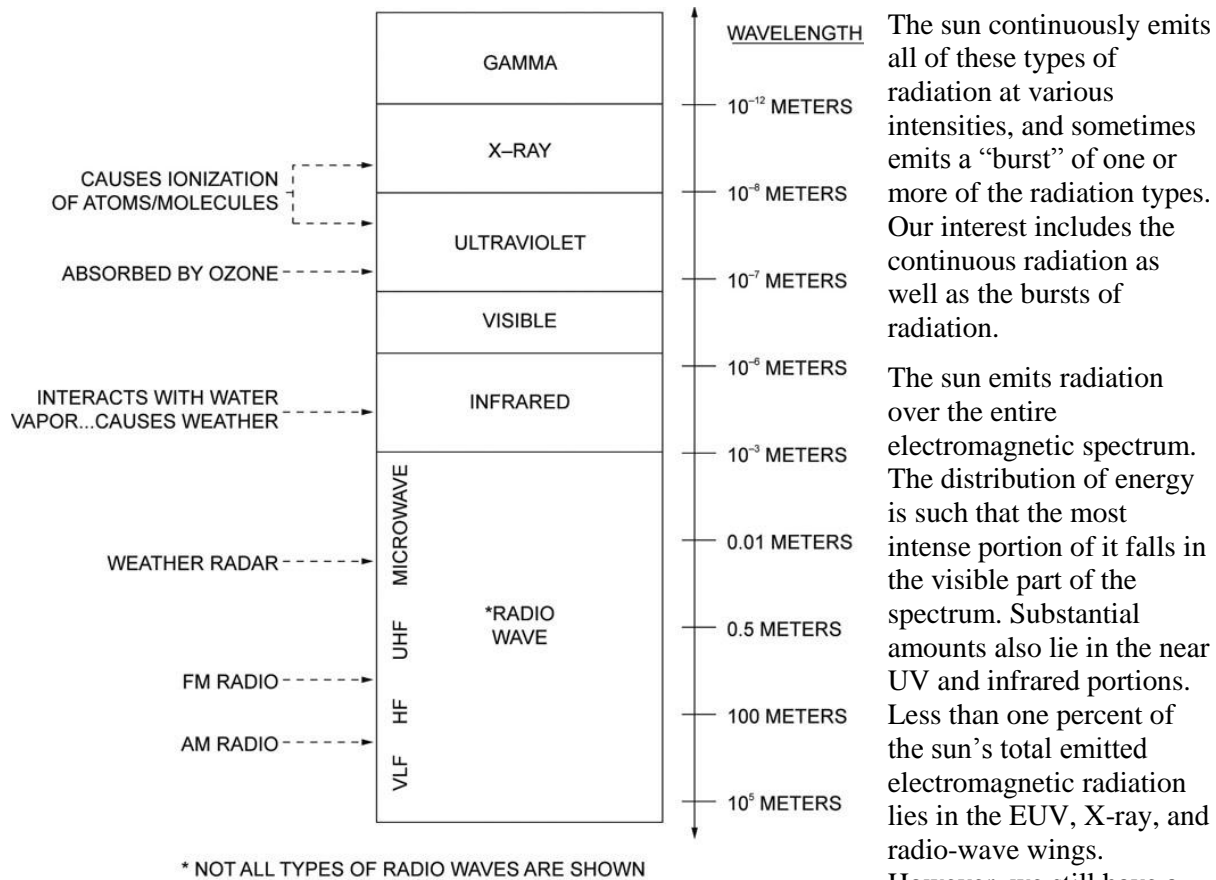 GAMMA
X–RAY
ULTRAVIOLET
VISIBLE
INFRARED
MICROWAVE
UHF
HF
VLF
*RADIO
WAVE
CAUSES IONIZATION
OF ATOMS/MOLECULES
ABSORBED BY OZONE
INTERACTS WITH WATER
VAPOR...CAUSES WEATHER
WEATHER RADAR
FM RADIO
AM RADIO
WAVELENGTH
10⁻¹² METERS
10⁻⁸ METERS
10⁻⁷ METERS
10⁻⁶ METERS
10⁻³ METERS
0.01 METERS
0.5 METERS
100 METERS
10⁵ METERS
* NOT ALL TYPES OF RADIO WAVES ARE SHOWN
The sun continuously emits
all of these types of
radiation at various
intensities, and sometimes
emits a “burst” of one or
more of the radiation types.
Our interest includes the
continuous radiation as
well as the bursts of
radiation.
The sun emits radiation
over the entire
electromagnetic spectrum.
The distribution of energy
is such that the most
intense portion of it falls in
the visible part of the
spectrum. Substantial
amounts also lie in the near
UV and infrared portions.
Less than one percent of
the sun’s total emitted
electromagnetic radiation
lies in the EUV, X-ray, and
radio-wave wings.